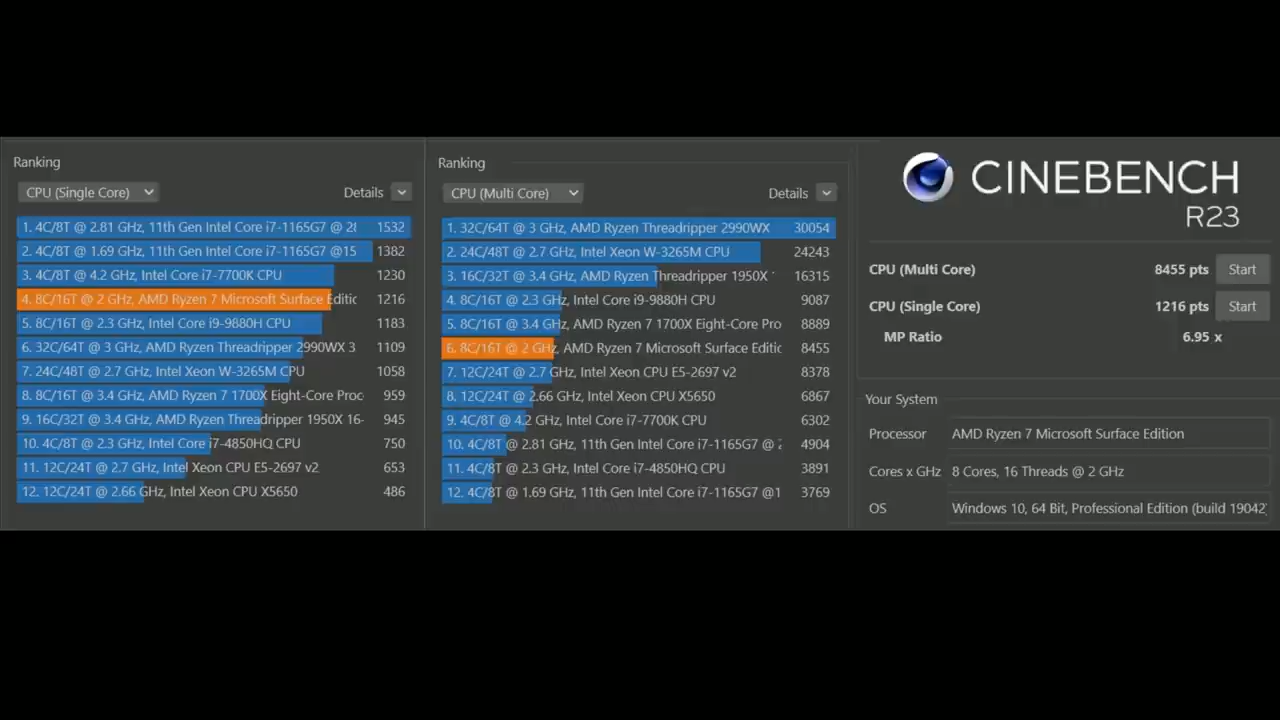 Ranking
CPU (Single Core)
Details
1. 4C/8T @ 2.81 GHz, 11th Gen Intel Core i7-1165G7 @ 28 1532
2. 4C/8T @ 1.69 GHz, 11th Gen Intel Core i7-1165G7 @15 1382
3. 4C/8T @ 4.2 GHz, Intel Core i7-7700K CPU 1230
4. 8C/16T @ 2 GHz, AMD Ryzen 7 Microsoft Surface Editic 1216
5. 8C/16T @ 2.3 GHz, Intel Core i9-9880H CPU 1183
6. 32C/64T @ 3 GHz, AMD Ryzen Threadripper 2990WX 3 1109
7. 24C/48T @ 2.7 GHz, Intel Xeon W-3265M CPU 1058
8. 8C/16T @ 3.4 GHz, AMD Ryzen 7 1700X Eight-Core Proc 959
9. 16C/32T @ 3.4 GHz, AMD Ryzen Threadripper 1950X 16- 945
10. 4C/8T @ 2.3 GHz, Intel Core i7-4850HQ CPU 750
11. 12C/24T @ 2.7 GHz, Intel Xeon CPU E5-2697 v2 653
12. 12C/24T @ 2.66 GHz, Intel Xeon CPU X5650 486
Ranking
CPU (Multi Core)
Details
1. 32C/64T @ 3 GHz, AMD Ryzen Threadripper 2990WX 30054
2. 24C/48T @ 2.7 GHz, Intel Xeon W-3265M CPU 24243
3. 16C/32T @ 3.4 GHz, AMD Ryzen Threadripper 1950X 16315
4. 8C/16T @ 2.3 GHz, Intel Core i9-9880H CPU 9087
5. 8C/16T @ 3.4 GHz, AMD Ryzen 7 1700X Eight-Core Pro 8889
6. 8C/16T @ 2 GHz, AMD Ryzen 7 Microsoft Surface Editic 8455
7. 12C/24T @ 2.7 GHz, Intel Xeon CPU E5-2697 v2 8378
8. 12C/24T @ 2.66 GHz, Intel Xeon CPU X5650 6867
9. 4C/8T @ 4.2 GHz, Intel Core i7-7700K CPU 6302
10. 4C/8T @ 2.81 GHz, 11th Gen Intel Core i7-1165G7 @ 2 4904
11. 4C/8T @ 2.3 GHz, Intel Core i7-4850HQ CPU 3891
12. 4C/8T @ 1.69 GHz, 11th Gen Intel Core i7-1165G7 @1 3769
CINEBENCH
R23
CPU (Multi Core) 8455 pts Start
CPU (Single Core) 1216 pts Start
MP Ratio 6.95 x
Your System
Processor AMD Ryzen 7 Microsoft Surface Edition
Cores x GHz 8 Cores, 16 Threads @ 2 GHz
OS Windows 10, 64 Bit, Professional Edition (build 19042)